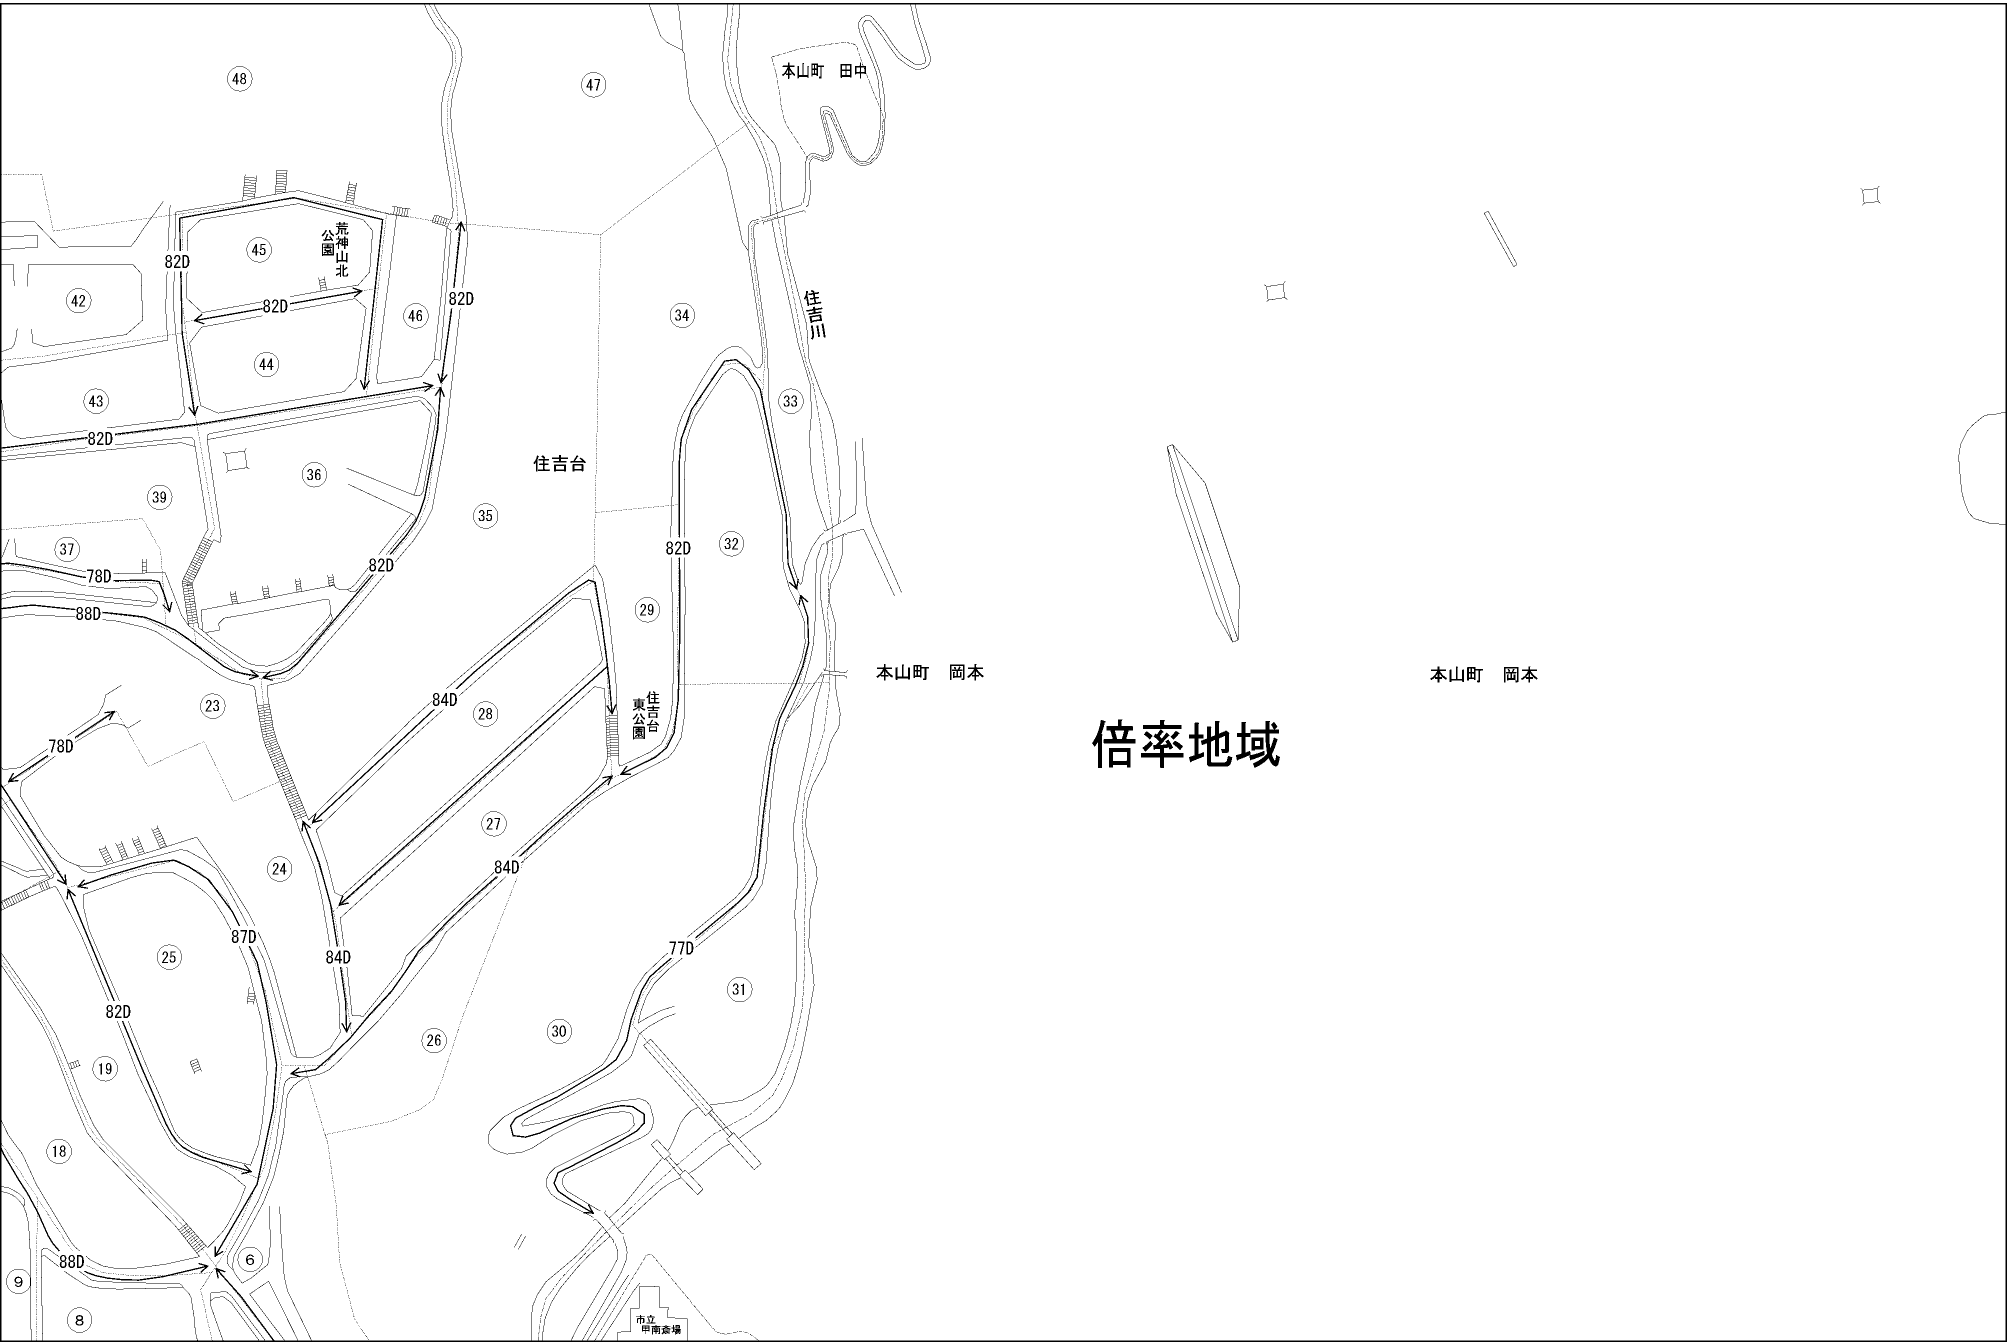 48
47
本山町　田中
45
荒神山北
公園
82D
42
82D
46
82D
34
住吉川
44
43
33
82D
住吉台
36
39
35
37
82D
32
82D
78D
29
88D
本山町　岡本
本山町　岡本
23
84D
28
住吉台
東公園
78D
倍率地域
27
24
84D
87D
77D
25
84D
31
82D
30
26
19
18
6
88D
9
8
市立
甲南斎場